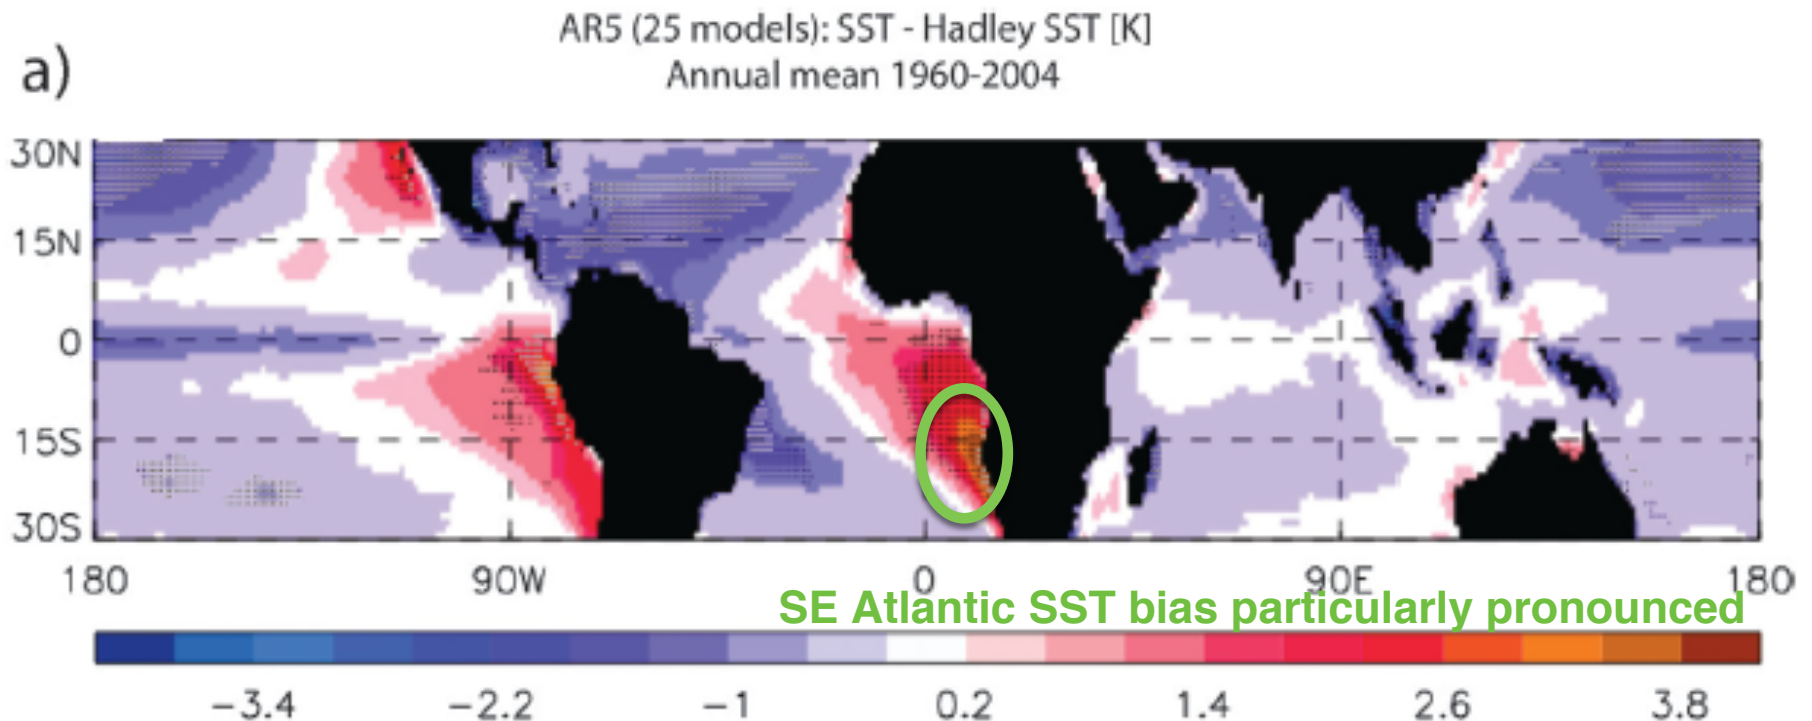 AR5 (25 models): SST - Hadley SST [K]
Annual mean 1960-2004
a)
30N
15N
0
15S
30S
180 90W 0 90E 180
SE Atlantic SST bias particularly pronounced
−3.4 −2.2 −1 0.2 1.4 2.6 3.8